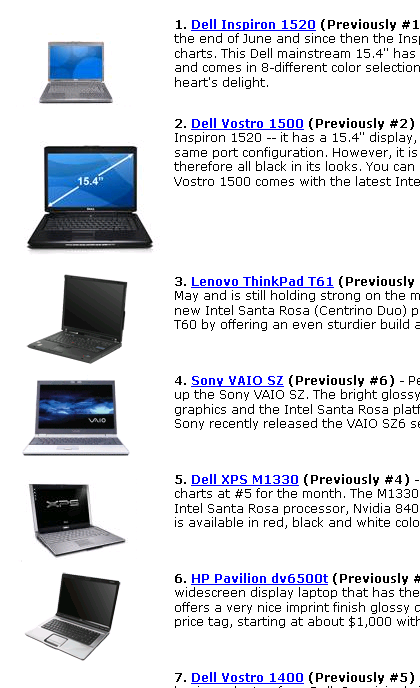 1. Dell Inspiron 1520 (Previously #1
the end of June and since then the Insp
charts. This Dell mainstream 15.4" has
and comes in 8-different color selection
heart's delight.
2. Dell Vostro 1500 (Previously #2)
Inspiron 1520 -- it has a 15.4" display,
same port configuration. However, it is
therefore all black in its looks. You can
Vostro 1500 comes with the latest Inte
15.4"
3. Lenovo ThinkPad T61 (Previously
May and is still holding strong on the m
new Intel Santa Rosa (Centrino Duo) p
T60 by offering an even sturdier build a
4. Sony VAIO SZ (Previously #6) - Pe
up the Sony VAIO SZ. The bright glossy
graphics and the Intel Santa Rosa platf
Sony recently released the VAIO SZ6 se
VAIO
5. Dell XPS M1330 (Previously #4) -
charts at #5 for the month. The M1330
Intel Santa Rosa processor, Nvidia 840
is available in red, black and white colo
XPS
6. HP Pavilion dv6500t (Previously #
widescreen display laptop that has the
offers a very nice imprint finish glossy c
price tag, starting at about $1,000 with
7. Dell Vostro 1400 (Previously #5)